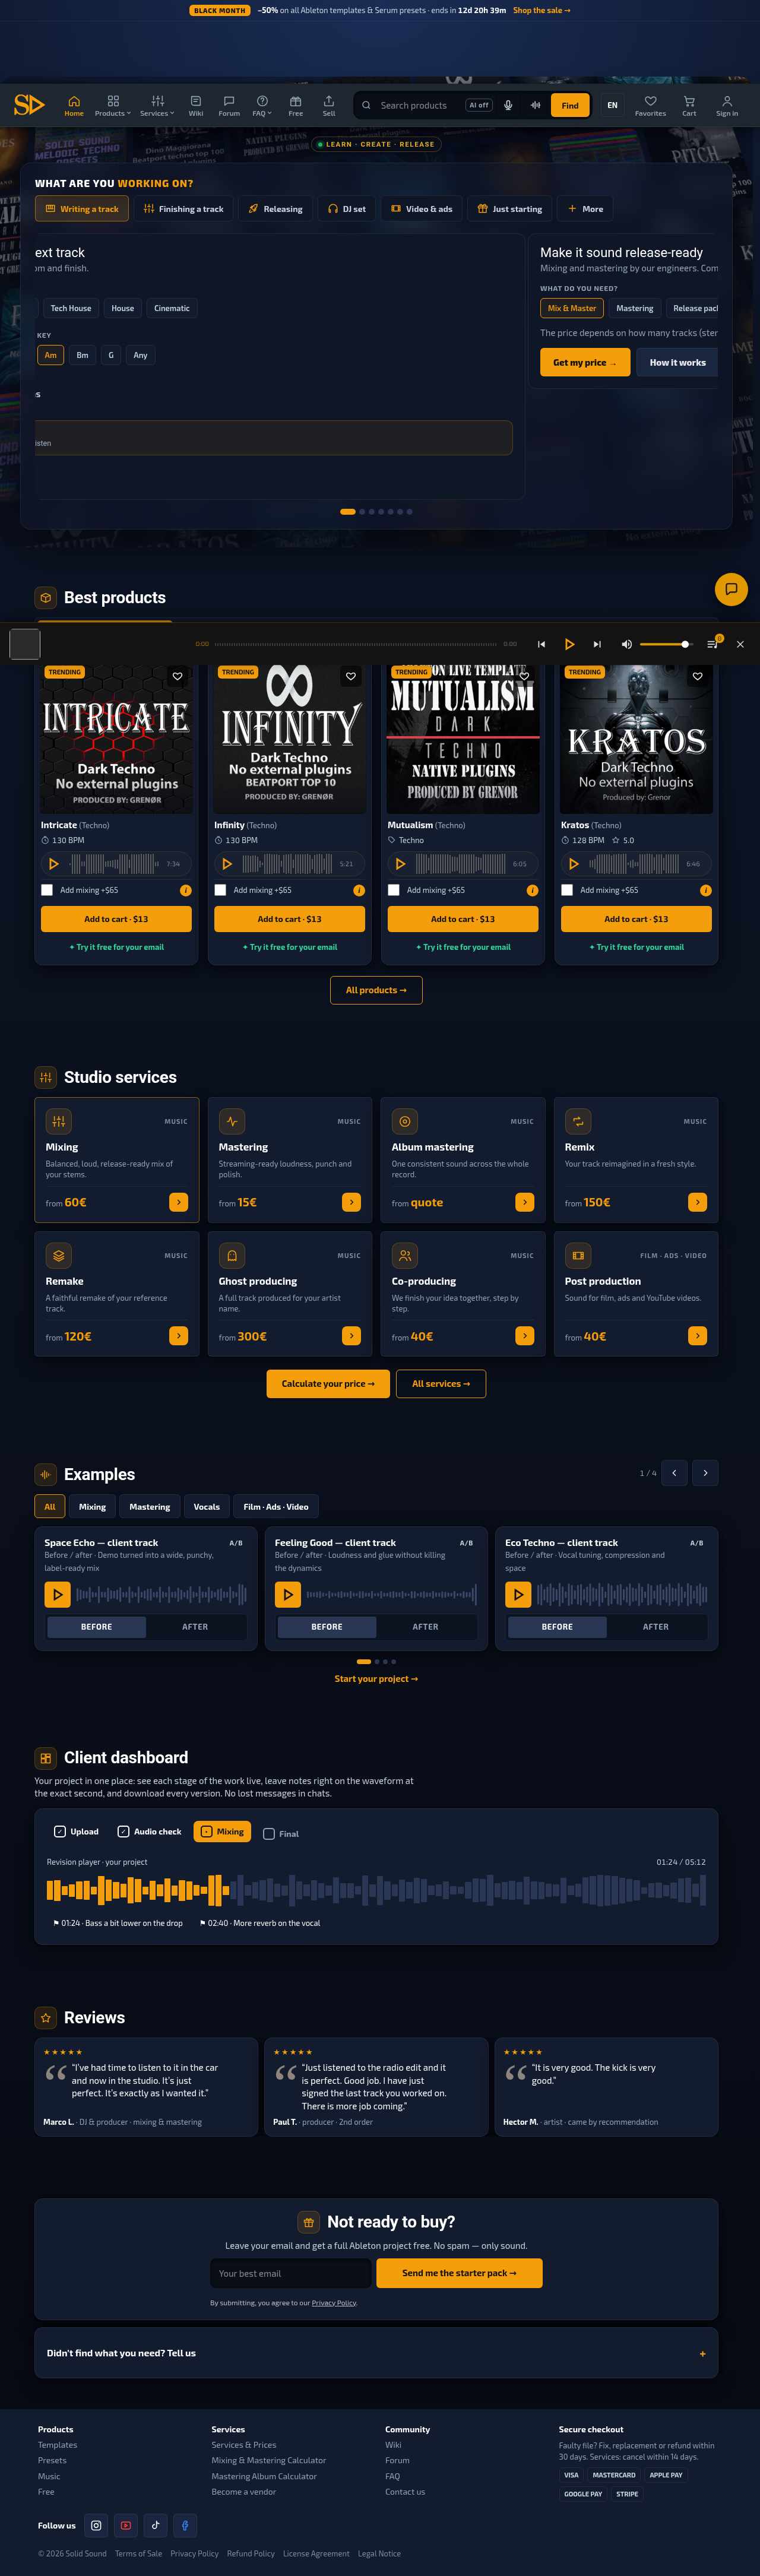 BLACK MONTH −50% on all Ableton templates & Serum presets · ends in 12d 20h 39m Shop the sale →
Home Products Services Wiki Forum FAQ Free Sell Search products AI off Find EN Favorites Cart Sign in
LEARN · CREATE · RELEASE
WHAT ARE YOU WORKING ON?
Writing a track Finishing a track Releasing DJ set Video & ads Just starting More
ext track
om and finish.
Tech House House Cinematic
KEY
Am Bm G Any
listen
Make it sound release-ready
Mixing and mastering by our engineers. Com
WHAT DO YOU NEED?
Mix & Master Mastering Release pack
The price depends on how many tracks (ster
Get my price → How it works
Best products
0:00 0:00 0
TRENDING TRENDING TRENDING TRENDING
INTRICATE
Dark Techno
No external plugins
PRODUCED BY: GRENØR
INFINITY
Dark Techno
No external plugins
BEATPORT TOP 10
PRODUCED BY: GRENØR
MUTUALISM
DARK
TECHNO
NATIVE PLUGINS
PRODUCED BY GRENOR
KRATOS
Dark Techno
No external plugins
Produced by: Grenor
Intricate (Techno) Infinity (Techno) Mutualism (Techno) Kratos (Techno)
130 BPM 130 BPM Techno 128 BPM 5.0
7:34 5:21 6:05 6:46
Add mixing +$65 i Add mixing +$65 i Add mixing +$65 i Add mixing +$65 i
Add to cart · $13 Add to cart · $13 Add to cart · $13 Add to cart · $13
+ Try it free for your email + Try it free for your email + Try it free for your email + Try it free for your email
All products →
Studio services
MUSIC MUSIC MUSIC MUSIC
Mixing
Balanced, loud, release-ready mix of
your stems.
from 60€
Mastering
Streaming-ready loudness, punch and
polish.
from 15€
Album mastering
One consistent sound across the whole
record.
from quote
Remix
Your track reimagined in a fresh style.
from 150€
MUSIC MUSIC MUSIC FILM · ADS · VIDEO
Remake
A faithful remake of your reference
track.
from 120€
Ghost producing
A full track produced for your artist
name.
from 300€
Co-producing
We finish your idea together, step by
step.
from 40€
Post production
Sound for film, ads and YouTube videos.
from 40€
Calculate your price → All services →
Examples
1 / 4
All Mixing Mastering Vocals Film · Ads · Video
Space Echo — client track A/B
Before / after · Demo turned into a wide, punchy,
label-ready mix
BEFORE AFTER
Feeling Good — client track A/B
Before / after · Loudness and glue without killing
the dynamics
BEFORE AFTER
Eco Techno — client track A/B
Before / after · Vocal tuning, compression and
space
BEFORE AFTER
Start your project →
Client dashboard
Your project in one place: see each stage of the work live, leave notes right on the waveform at
the exact second, and download every version. No lost messages in chats.
Upload Audio check Mixing Final
Revision player · your project 01:24 / 05:12
01:24 · Bass a bit lower on the drop 02:40 · More reverb on the vocal
Reviews
★★★★★
"I've had time to listen to it in the car
and now in the studio. It's just
perfect. It's exactly as I wanted it."
Marco L. · DJ & producer · mixing & mastering
★★★★★
"Just listened to the radio edit and it
is perfect. Good job. I have just
signed the last track you worked on.
There is more job coming."
Paul T. · producer · 2nd order
★★★★★
"It is very good. The kick is very
good."
Hector M. · artist · came by recommendation
Not ready to buy?
Leave your email and get a full Ableton project free. No spam — only sound.
Your best email Send me the starter pack →
By submitting, you agree to our Privacy Policy.
Didn't find what you need? Tell us +
Products
Templates
Presets
Music
Free
Services
Services & Prices
Mixing & Mastering Calculator
Mastering Album Calculator
Become a vendor
Community
Wiki
Forum
FAQ
Contact us
Secure checkout
Faulty file? Fix, replacement or refund within
30 days. Services: cancel within 14 days.
VISA MASTERCARD APPLE PAY
GOOGLE PAY STRIPE
Follow us
© 2026 Solid Sound Terms of Sale Privacy Policy Refund Policy License Agreement Legal Notice